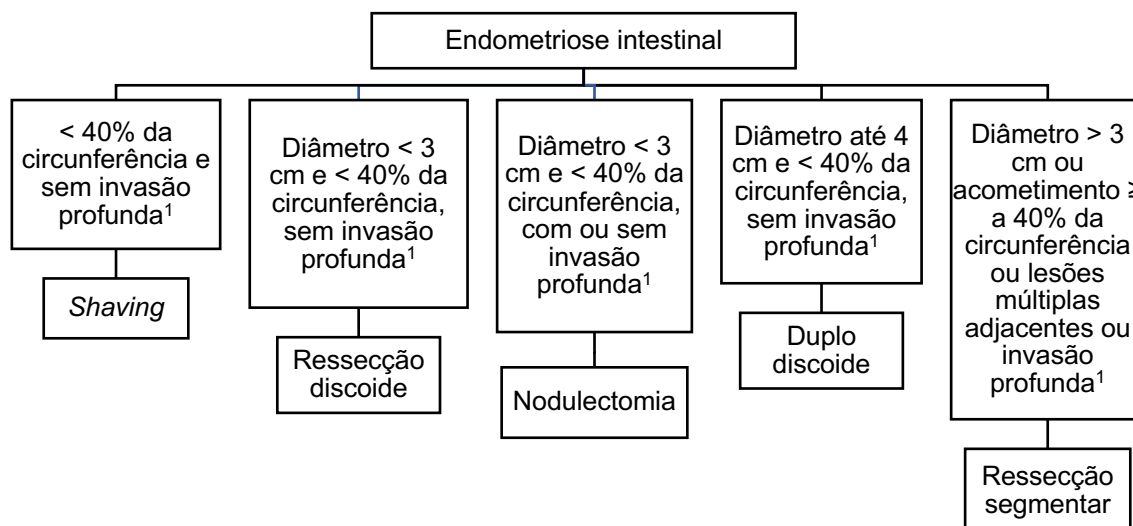 Endometriose intestinal
< 40% da
circunferência e
sem invasão
profunda¹
Shaving
Diâmetro < 3
cm e < 40% da
circunferência,
sem invasão
profunda¹
Ressecção
discoide
Diâmetro < 3
cm e < 40% da
circunferência,
com ou sem
invasão
profunda¹
Nodulectomia
Diâmetro até 4
cm e < 40% da
circunferência,
sem invasão
profunda¹
Duplo
discoide
Diâmetro > 3
cm ou
acometimento ≥
a 40% da
circunferência
ou lesões
múltiplas
adjacentes ou
invasão
profunda¹
Ressecção
segmentar